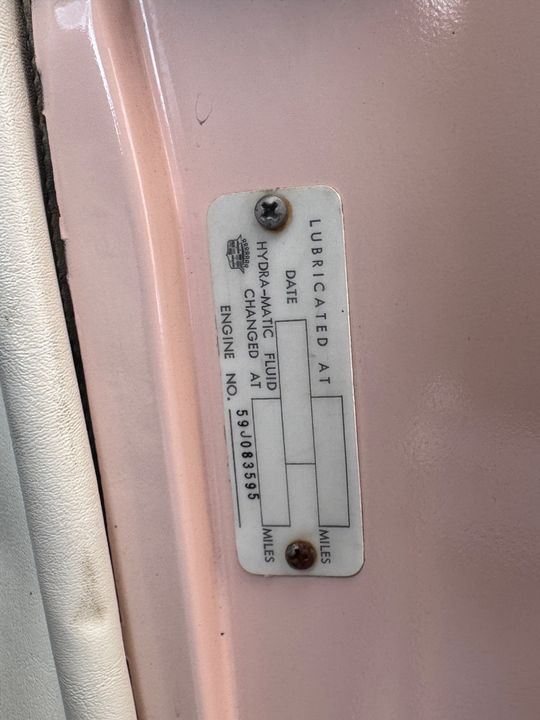 LUBRICATED AT MILES
DATE
HYDRA-MATIC FLUID
CHANGED AT MILES
ENGINE NO. 59J083595